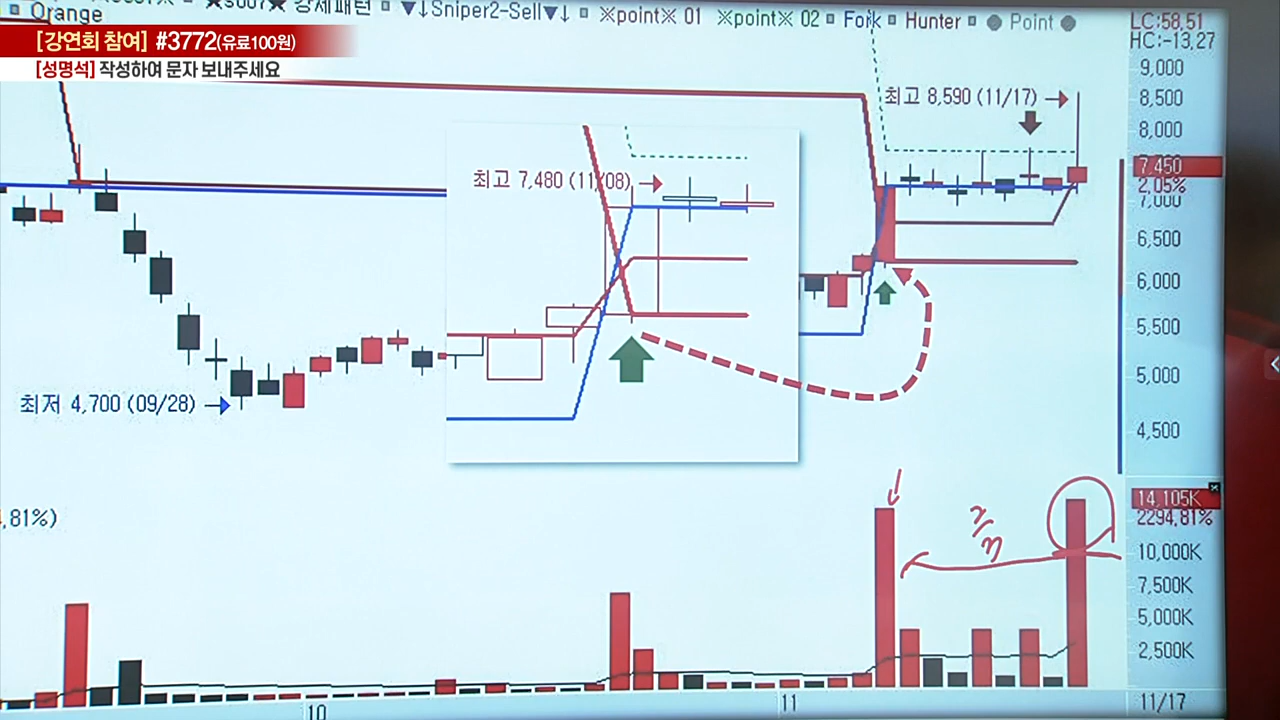 Orange
강세패턴 ▼↓Sniper2-Sell▼↓ ※point※ 01 ※point※ 02 Fork Hunter Point
[강연회 참여] #3772(유료100원)
[성명석] 작성하여 문자 보내주세요
LC:58,51
HC:-13,27
9,000
최고 8,590 (11/17) →
8,500
8,000
7,450
2,05%
7,000
최고 7,480 (11/08) →
6,500
6,000
5,500
5,000
최저 4,700 (09/28) →
4,500
,81%)
14,105K
2294,81%
2/3
10,000K
7,500K
5,000K
2,500K
10
11
11/17